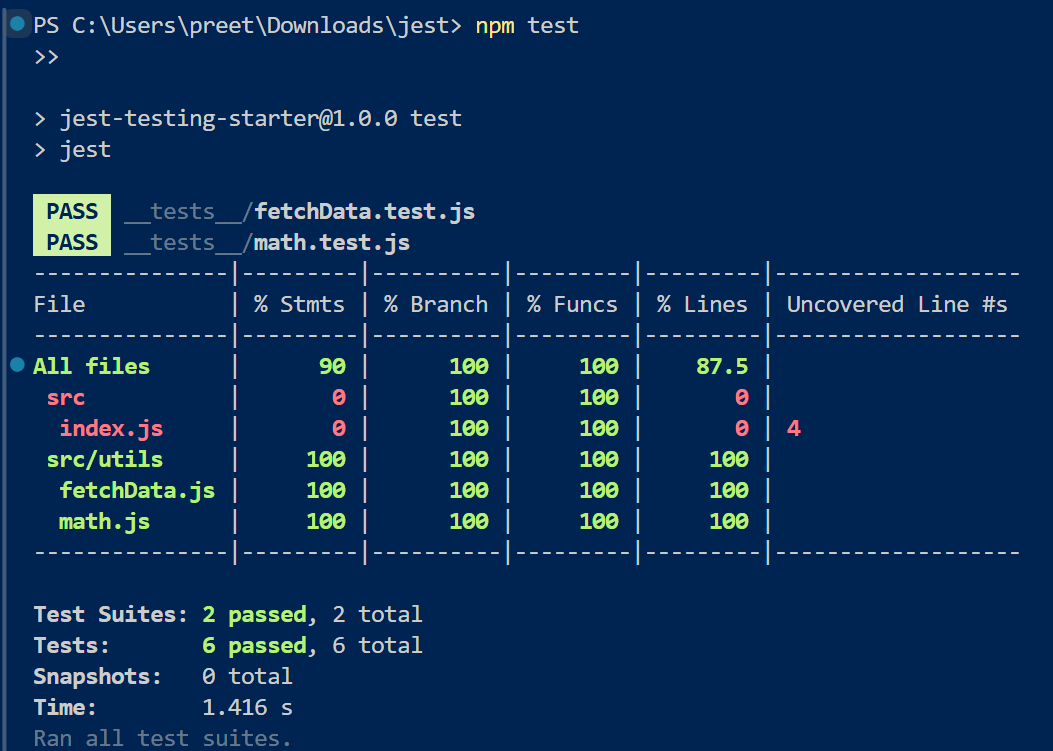 PS C:\Users\preet\Downloads\jest> npm test
>>
> jest-testing-starter@1.0.0 test
> jest
PASS __tests__/fetchData.test.js
PASS __tests__/math.test.js
---------------|---------|----------|---------|---------|-------------------
File           | % Stmts | % Branch | % Funcs | % Lines | Uncovered Line #s
---------------|---------|----------|---------|---------|-------------------
All files      |      90 |      100 |     100 |    87.5 |
 src           |       0 |      100 |     100 |       0 |
  index.js     |       0 |      100 |     100 |       0 | 4
 src/utils     |     100 |      100 |     100 |     100 |
  fetchData.js |     100 |      100 |     100 |     100 |
  math.js      |     100 |      100 |     100 |     100 |
---------------|---------|----------|---------|---------|-------------------
Test Suites: 2 passed, 2 total
Tests:       6 passed, 6 total
Snapshots:   0 total
Time:        1.416 s
Ran all test suites.